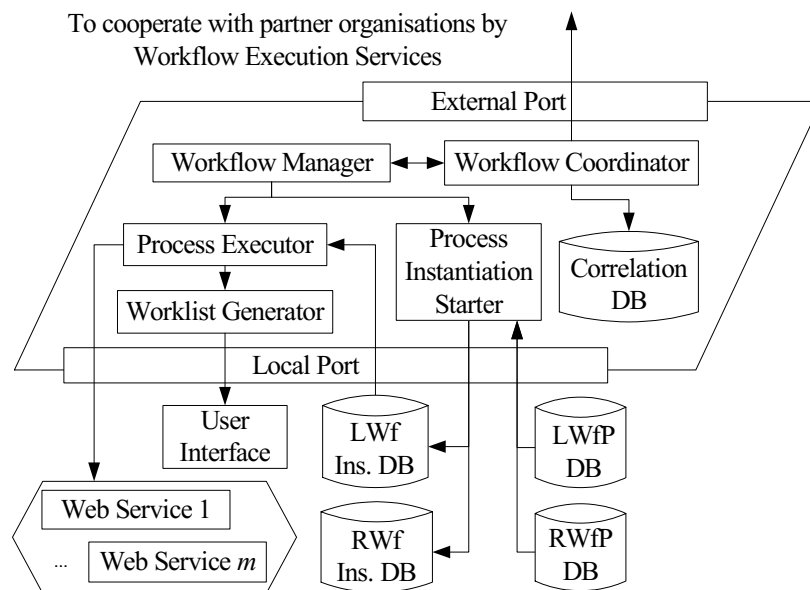 To cooperate with partner organisations by
Workflow Execution Services
External Port
Workflow Manager
Workflow Coordinator
Process Executor
Process
Instantiation
Starter
Correlation
DB
Worklist Generator
Local Port
User
Interface
LWf
Ins. DB
LWfP
DB
Web Service 1
... Web Service m
RWf
Ins. DB
RWfP
DB